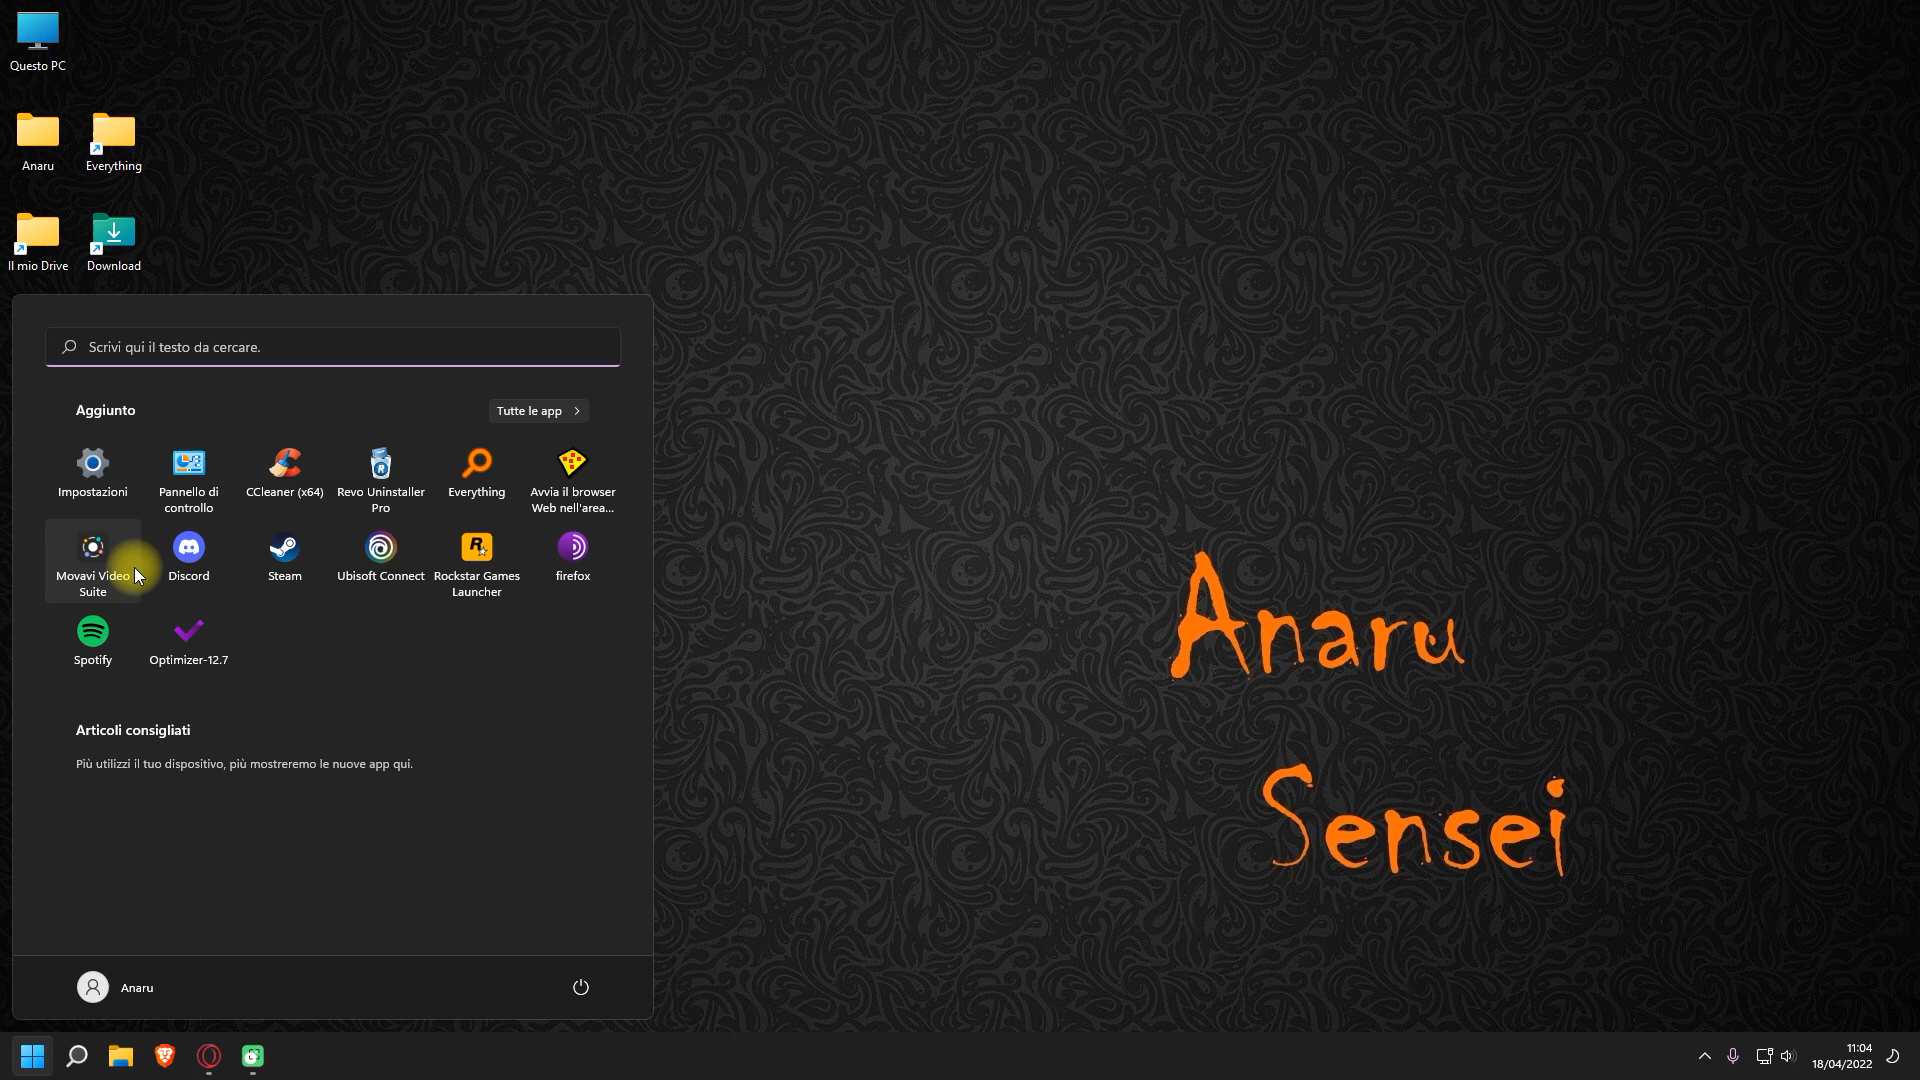 Questo PC
Anaru
Everything
Il mio Drive
Download
Scrivi qui il testo da cercare.
Aggiunto
Tutte le app
Impostazioni
Pannello di
controllo
CCleaner (x64)
Revo Uninstaller
Pro
Everything
Avvia il browser
Web nell'area...
Movavi Video
Suite
Discord
Steam
Ubisoft Connect
Rockstar Games
Launcher
firefox
Spotify
Optimizer-12.7
Articoli consigliati
Più utilizzi il tuo dispositivo, più mostreremo le nuove app qui.
Anaru
Anaru
Sensei
11:04
18/04/2022